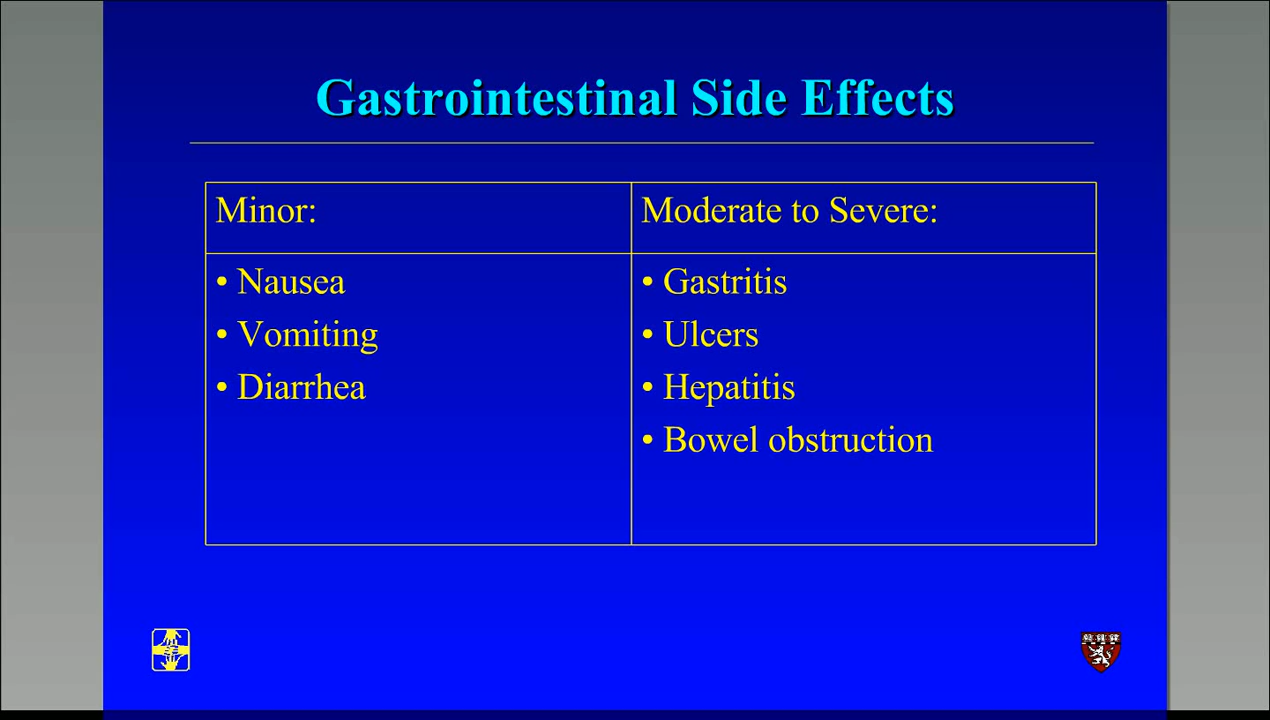 Gastrointestinal Side Effects
Minor:
Moderate to Severe:
• Nausea
• Vomiting
• Diarrhea
• Gastritis
• Ulcers
• Hepatitis
• Bowel obstruction